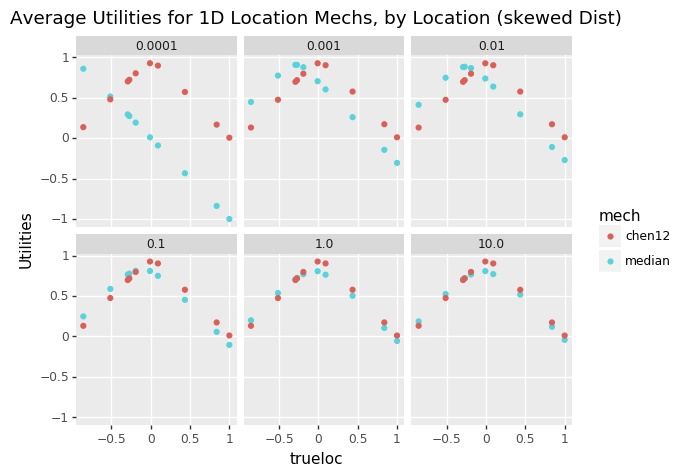 Average Utilities for 1D Location Mechs, by Location (skewed Dist)
0.0001 0.001 0.01
1
0.5
0
−0.5
−1
0.1 1.0 10.0
1
0.5
0
−0.5
−1
−0.5 0 0.5 1 −0.5 0 0.5 1 −0.5 0 0.5 1
trueloc
Utilities
mech
chen12
median